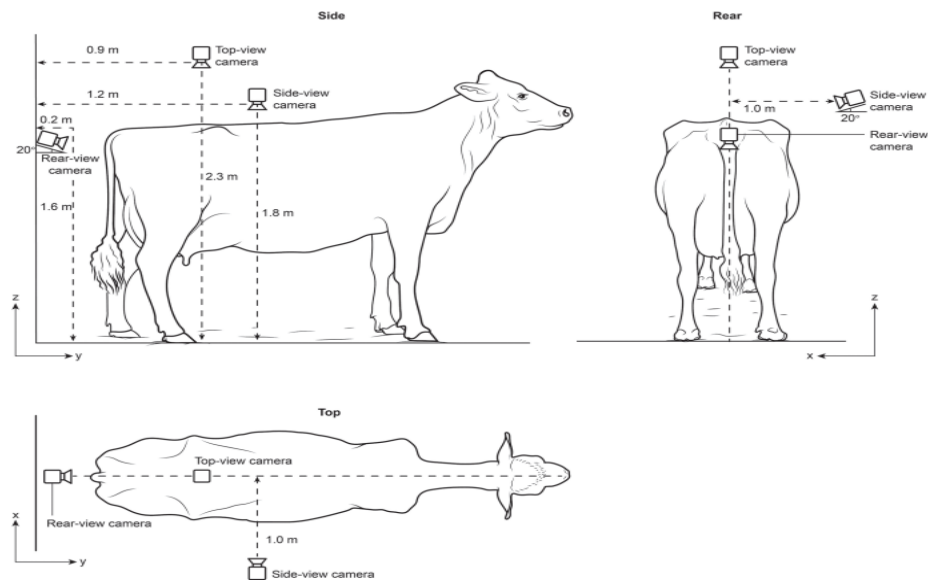 Side
Rear
0.9 m
Top-view
camera
Top-view
camera
1.2 m
Side-view
camera
Side-view
camera
1.0 m
20°
0.2 m
Rear-view
camera
20°
Rear-view
camera
2.3 m
1.6 m
1.8 m
z
y
z
x
Top
Top-view camera
Rear-view camera
x
1.0 m
y
Side-view camera